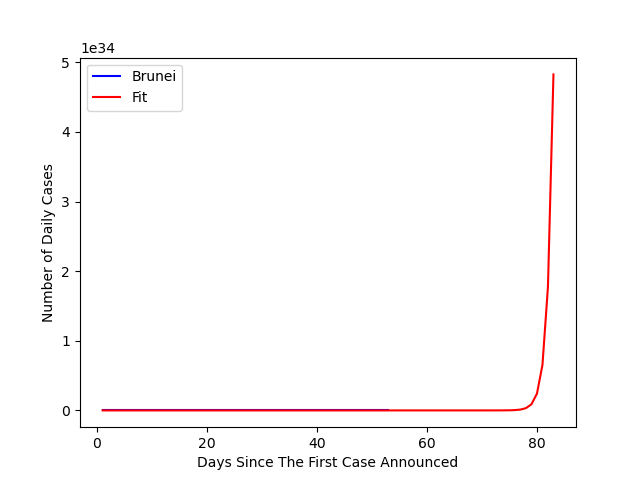 1e34
5
4
3
2
1
0
Brunei
Fit
Number of Daily Cases
0
20
40
60
80
Days Since The First Case Announced